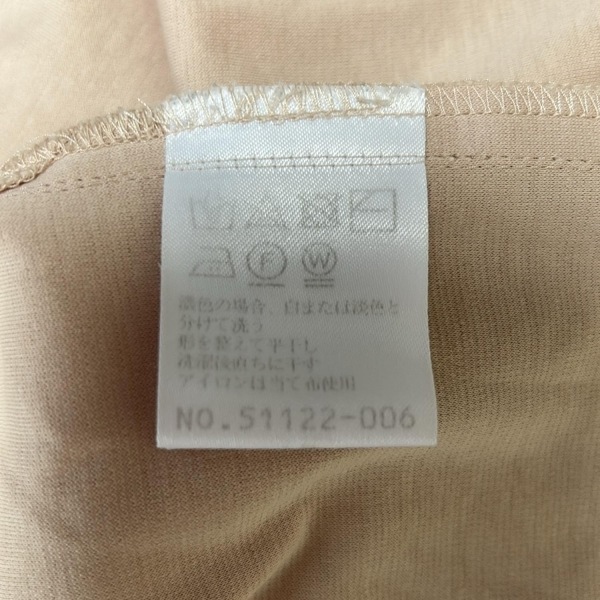 F W
濃色の場合、白または淡色と
分けて洗う
形を整えて平干し
洗濯後直ちに干す
アイロンは当て布使用
NO.51122-006